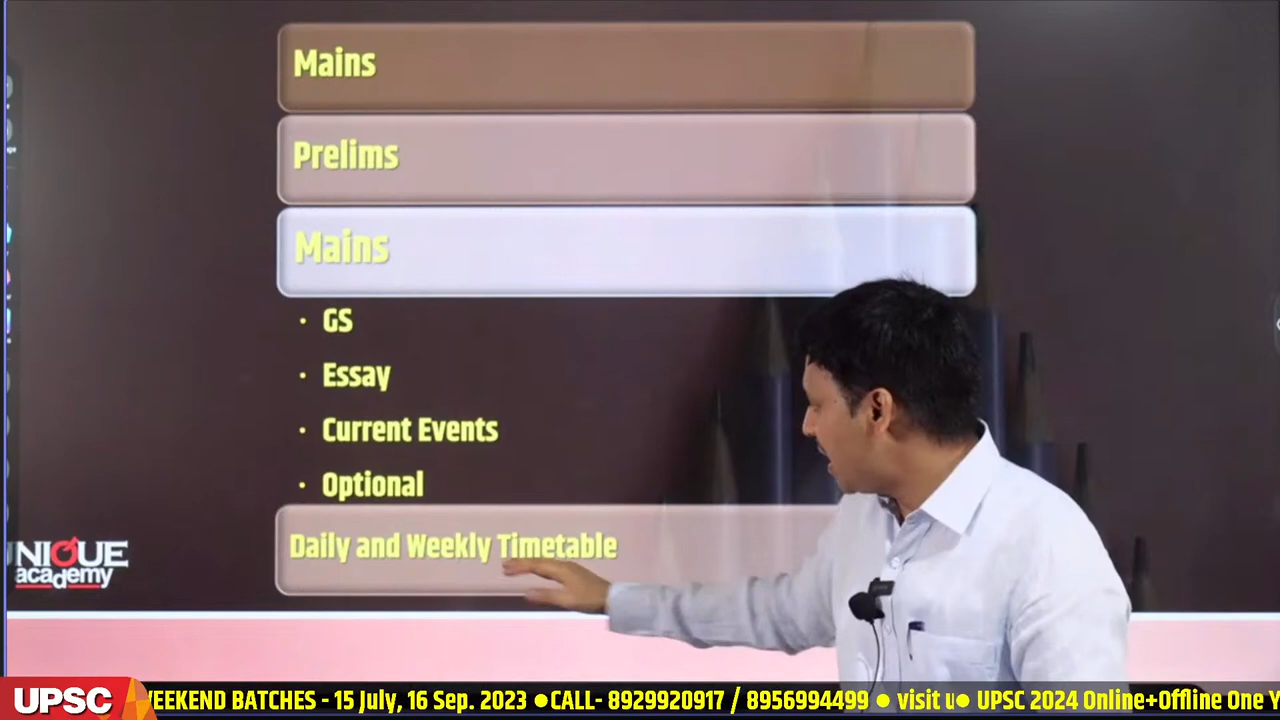 Mains
Prelims
Mains
• GS
• Essay
• Current Events
• Optional
Daily and Weekly Timetable
NIQUE
academy
UPSC
WEEKEND BATCHES - 15 July, 16 Sep. 2023 ●CALL- 8929920917 / 8956994499 ● visit u● UPSC 2024 Online+Offline One Y